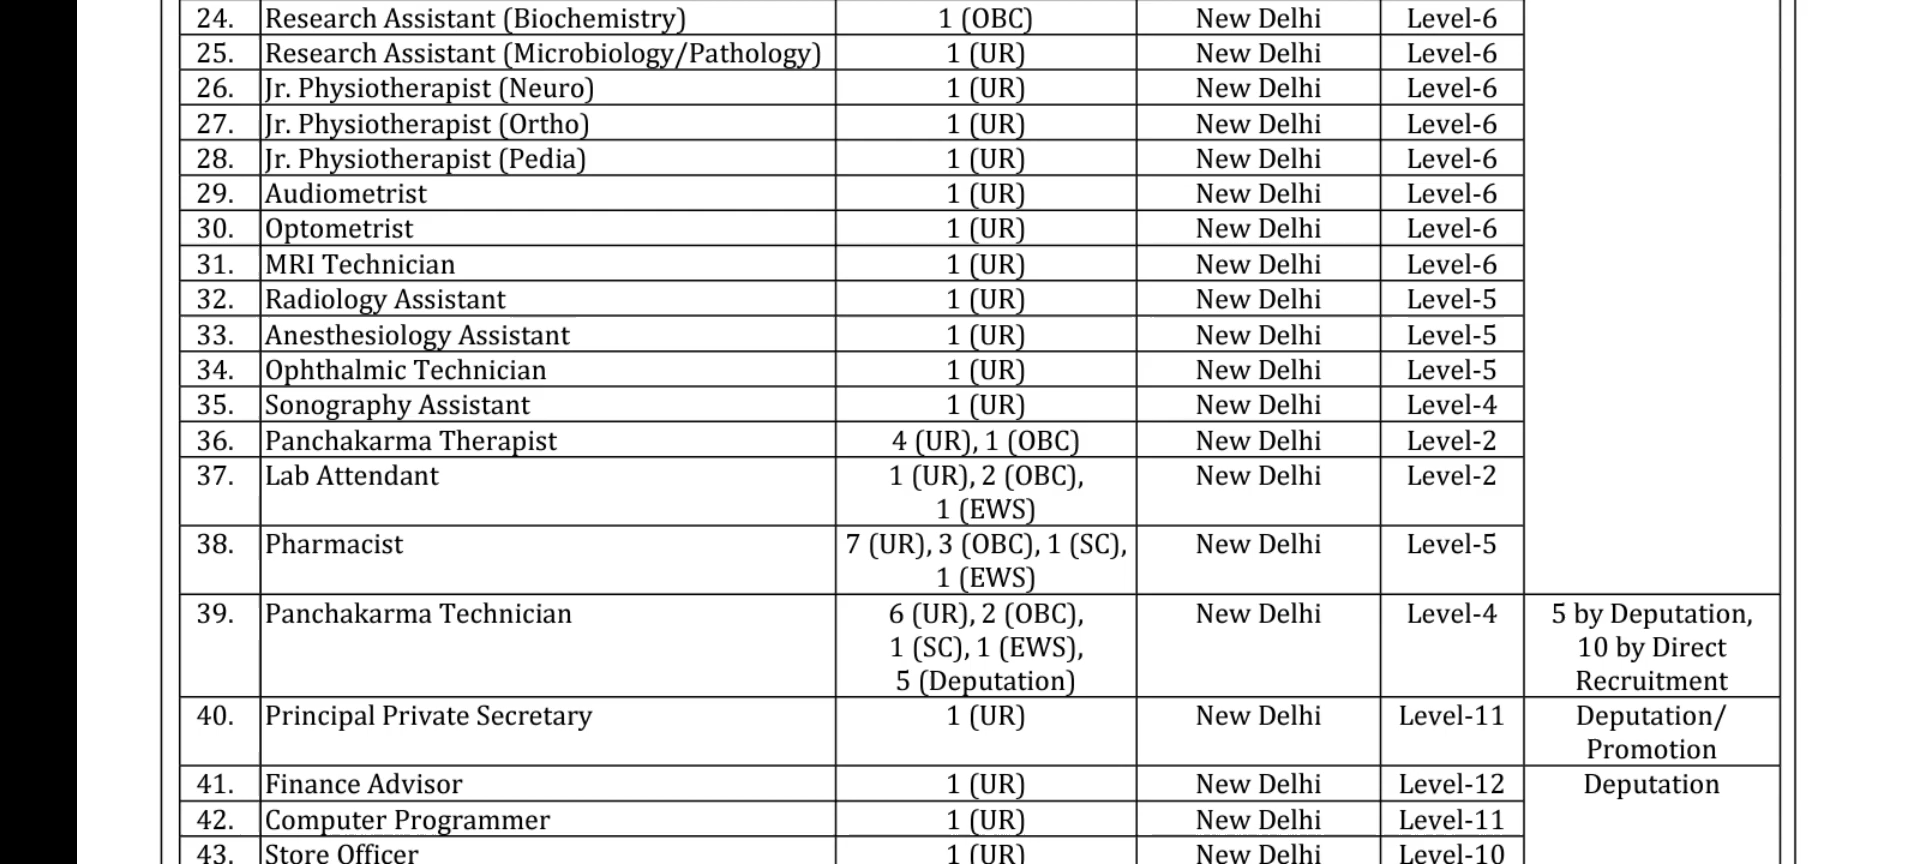 24. Research Assistant (Biochemistry) 1 (OBC) New Delhi Level-6
25. Research Assistant (Microbiology/Pathology) 1 (UR) New Delhi Level-6
26. Jr. Physiotherapist (Neuro) 1 (UR) New Delhi Level-6
27. Jr. Physiotherapist (Ortho) 1 (UR) New Delhi Level-6
28. Jr. Physiotherapist (Pedia) 1 (UR) New Delhi Level-6
29. Audiometrist 1 (UR) New Delhi Level-6
30. Optometrist 1 (UR) New Delhi Level-6
31. MRI Technician 1 (UR) New Delhi Level-6
32. Radiology Assistant 1 (UR) New Delhi Level-5
33. Anesthesiology Assistant 1 (UR) New Delhi Level-5
34. Ophthalmic Technician 1 (UR) New Delhi Level-5
35. Sonography Assistant 1 (UR) New Delhi Level-4
36. Panchakarma Therapist 4 (UR), 1 (OBC) New Delhi Level-2
37. Lab Attendant 1 (UR), 2 (OBC), New Delhi Level-2
1 (EWS)
38. Pharmacist 7 (UR), 3 (OBC), 1 (SC), New Delhi Level-5
1 (EWS)
39. Panchakarma Technician 6 (UR), 2 (OBC), New Delhi Level-4 5 by Deputation,
1 (SC), 1 (EWS), 10 by Direct
5 (Deputation) Recruitment
40. Principal Private Secretary 1 (UR) New Delhi Level-11 Deputation/
Promotion
41. Finance Advisor 1 (UR) New Delhi Level-12 Deputation
42. Computer Programmer 1 (UR) New Delhi Level-11
43. Store Officer 1 (UR) New Delhi Level-10